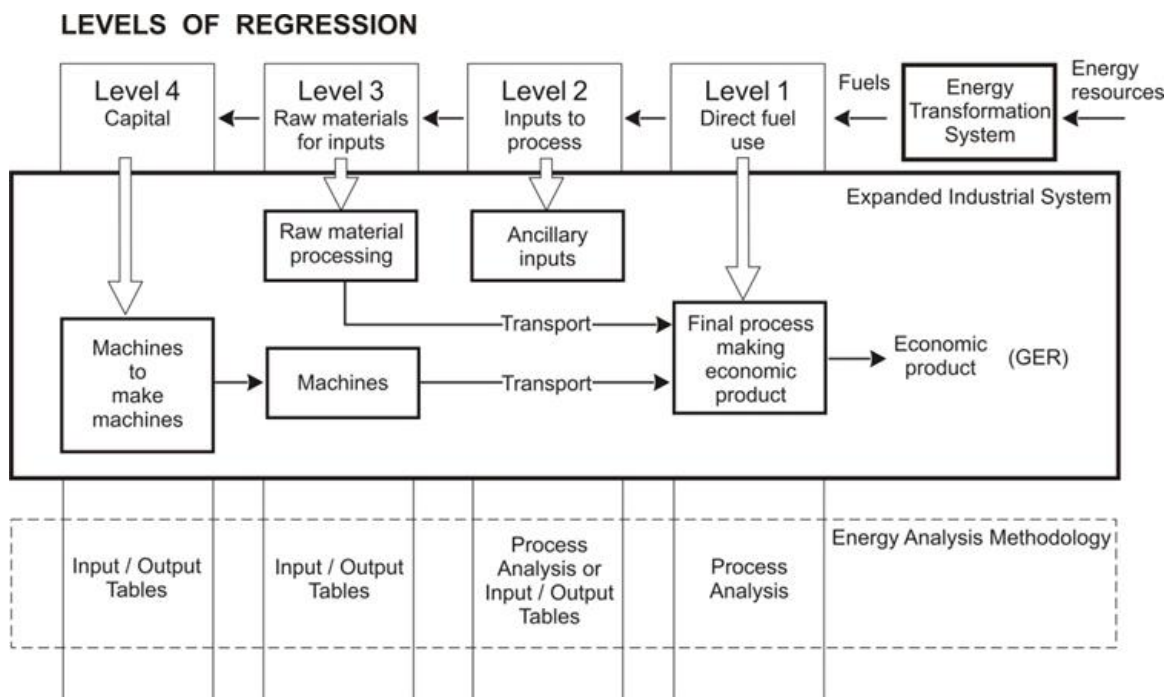 LEVELS OF REGRESSION
Level 4
Capital
Level 3
Raw materials
for inputs
Level 2
Inputs to
process
Level 1
Direct fuel
use
Fuels
Energy
Transformation
System
Energy
resources
Expanded Industrial System
Raw material
processing
Ancillary
inputs
Transport
Machines
to
make
machines
Machines
Transport
Final process
making
economic
product
Economic
product
(GER)
Energy Analysis Methodology
Input / Output
Tables
Input / Output
Tables
Process
Analysis or
Input / Output
Tables
Process
Analysis